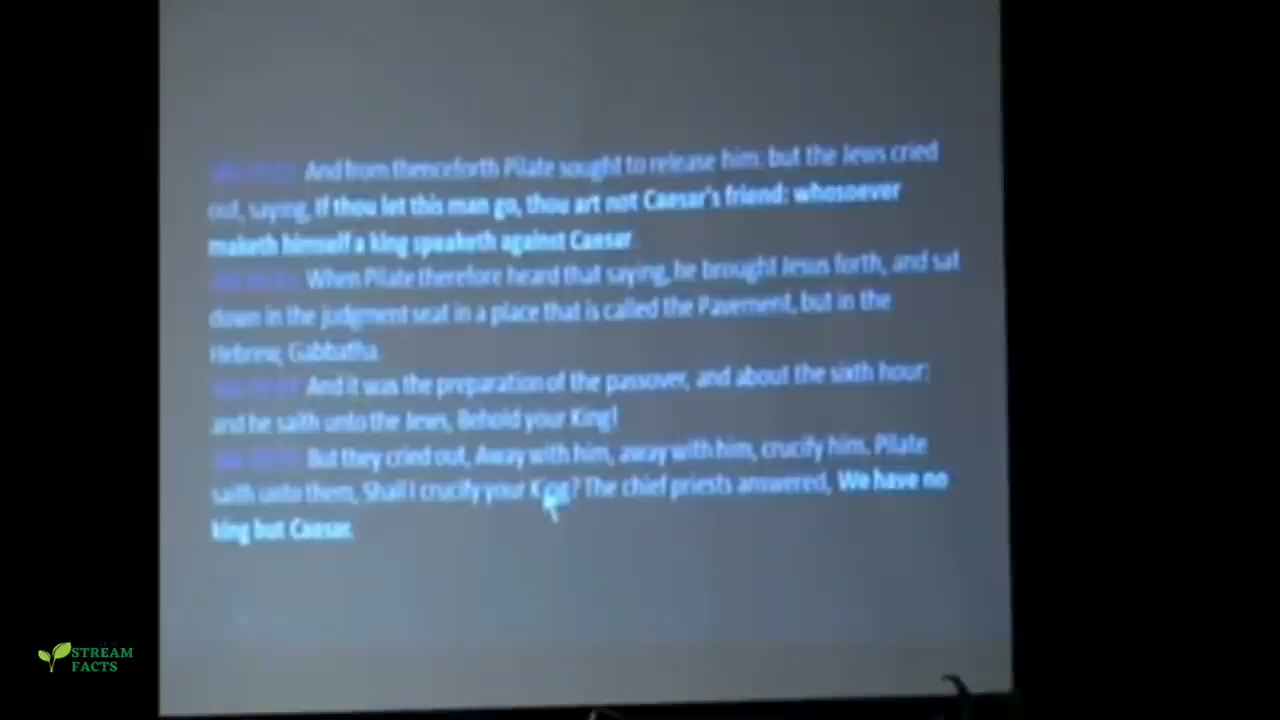 And from thenceforth Pilate sought to release him: but the Jews cried
out, saying, If thou let this man go, thou art not Caesar's friend: whosoever
maketh himself a king speaketh against Caesar.
When Pilate therefore heard that saying, he brought Jesus forth, and sat
down in the judgment seat in a place that is called the Pavement, but in the
Hebrew, Gabbatha.
And it was the preparation of the passover, and about the sixth hour:
and he saith unto the Jews, Behold your King!
But they cried out, Away with him, away with him, crucify him. Pilate
saith unto them, Shall I crucify your King? The chief priests answered, We have no
king but Caesar.
STREAM
FACTS